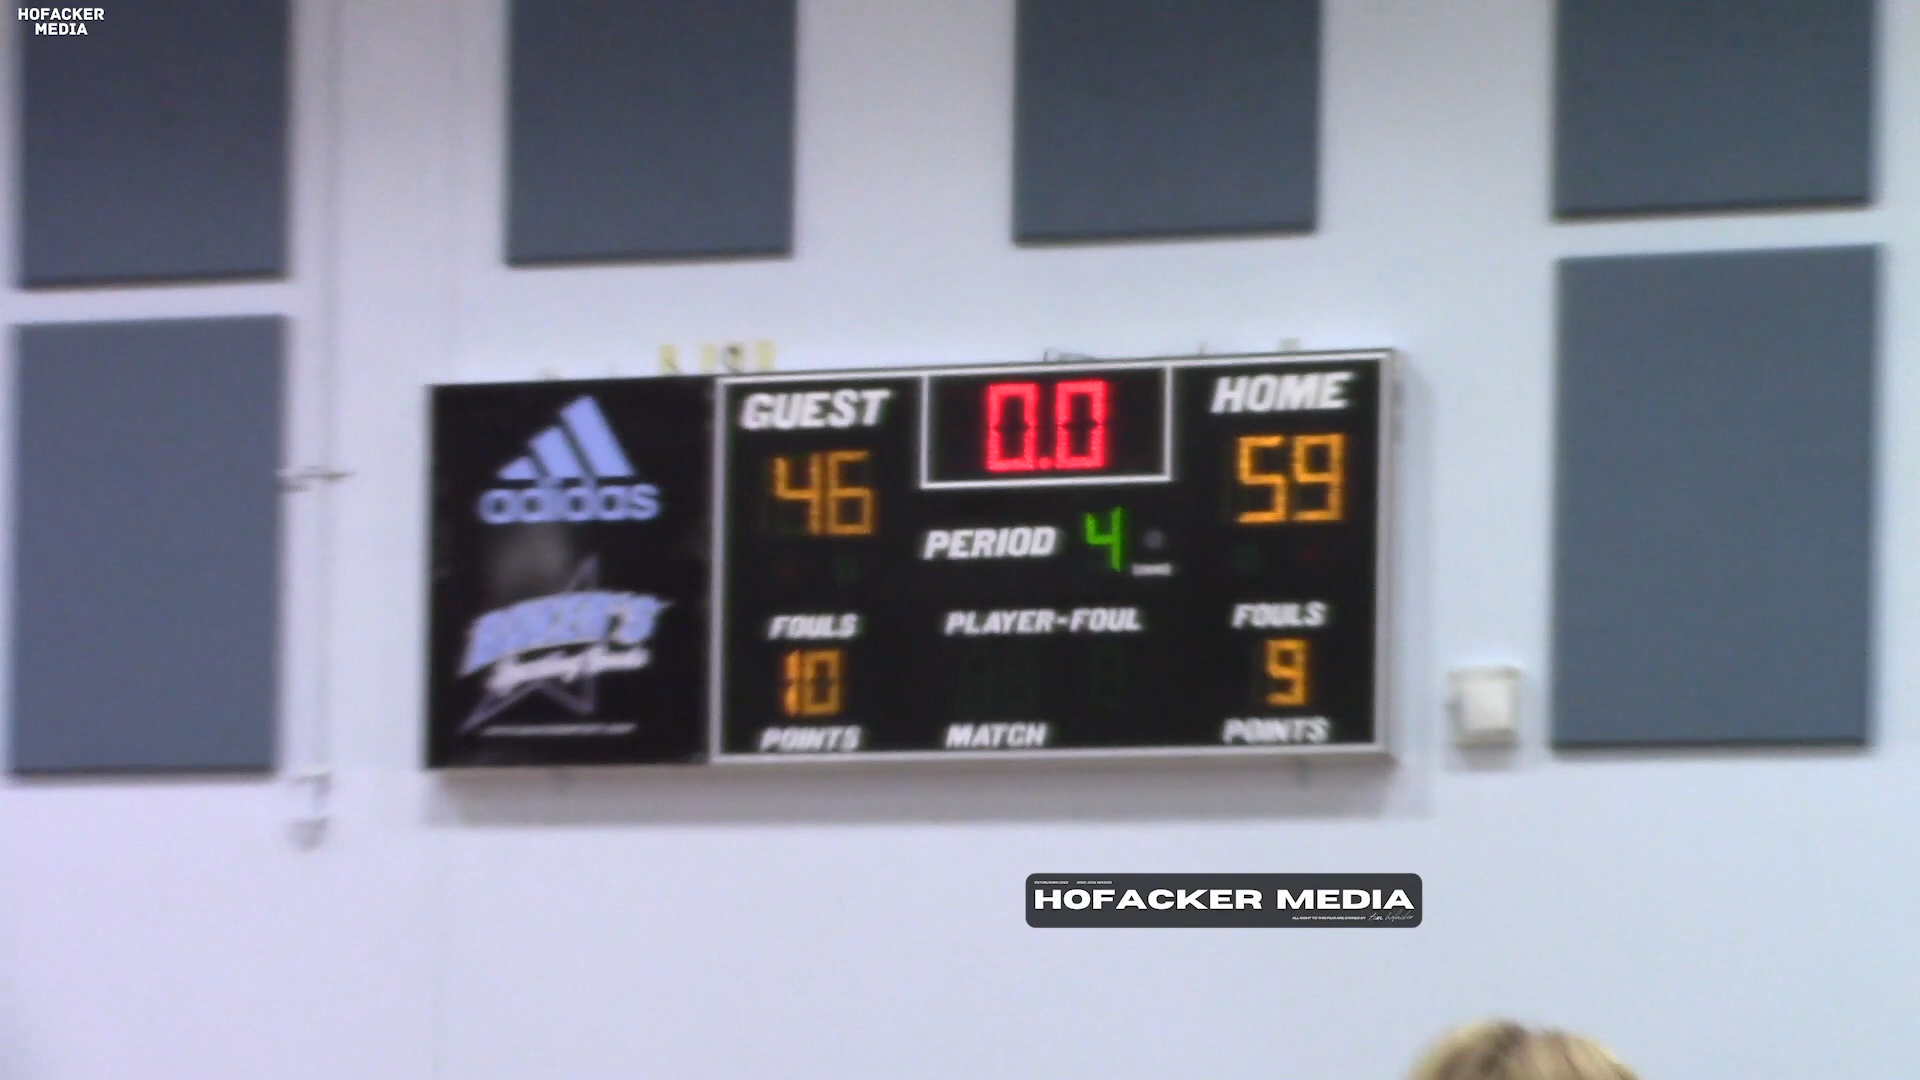 HOFACKER
MEDIA
GUEST
0.0
HOME
46
59
PERIOD 4
adidas
FOULS
PLAYER-FOUL
FOULS
10
9
POINTS
MATCH
POINTS
HOFACKER MEDIA